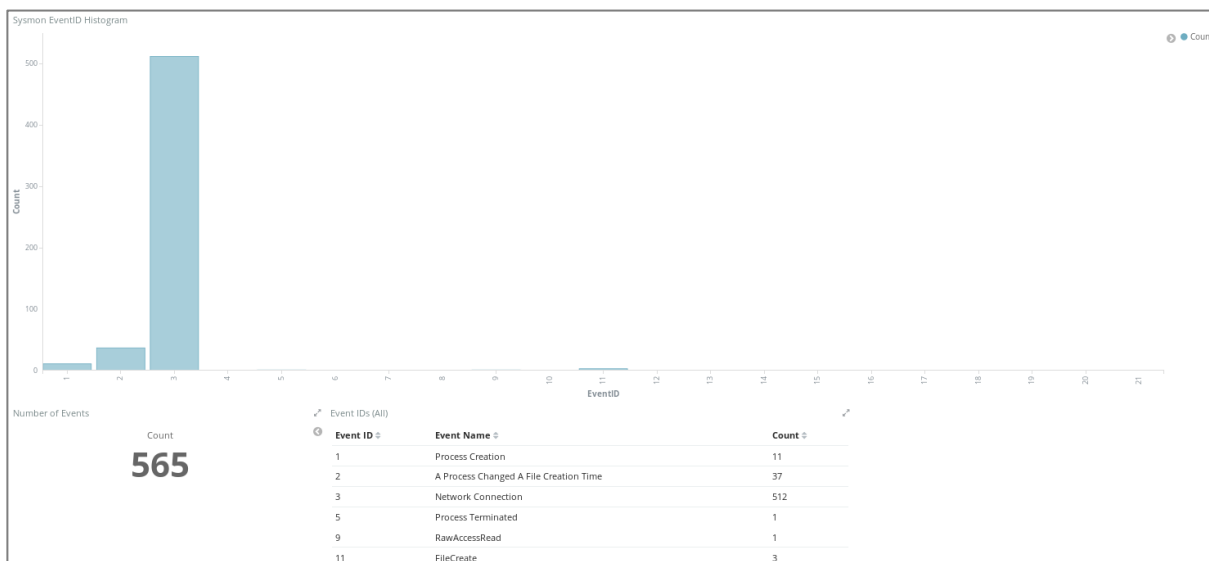 Sysmon EventID Histogram
Coun
500
400
300
200
100
0
Count
1 2 3 4 5 6 7 8 9 10 11 12 13 14 15 16 17 18 19 20 21
EventID
Number of Events
Count
565
Event IDs (All)
Event ID Event Name Count
1 Process Creation 11
2 A Process Changed A File Creation Time 37
3 Network Connection 512
5 Process Terminated 1
9 RawAccessRead 1
11 FileCreate 3